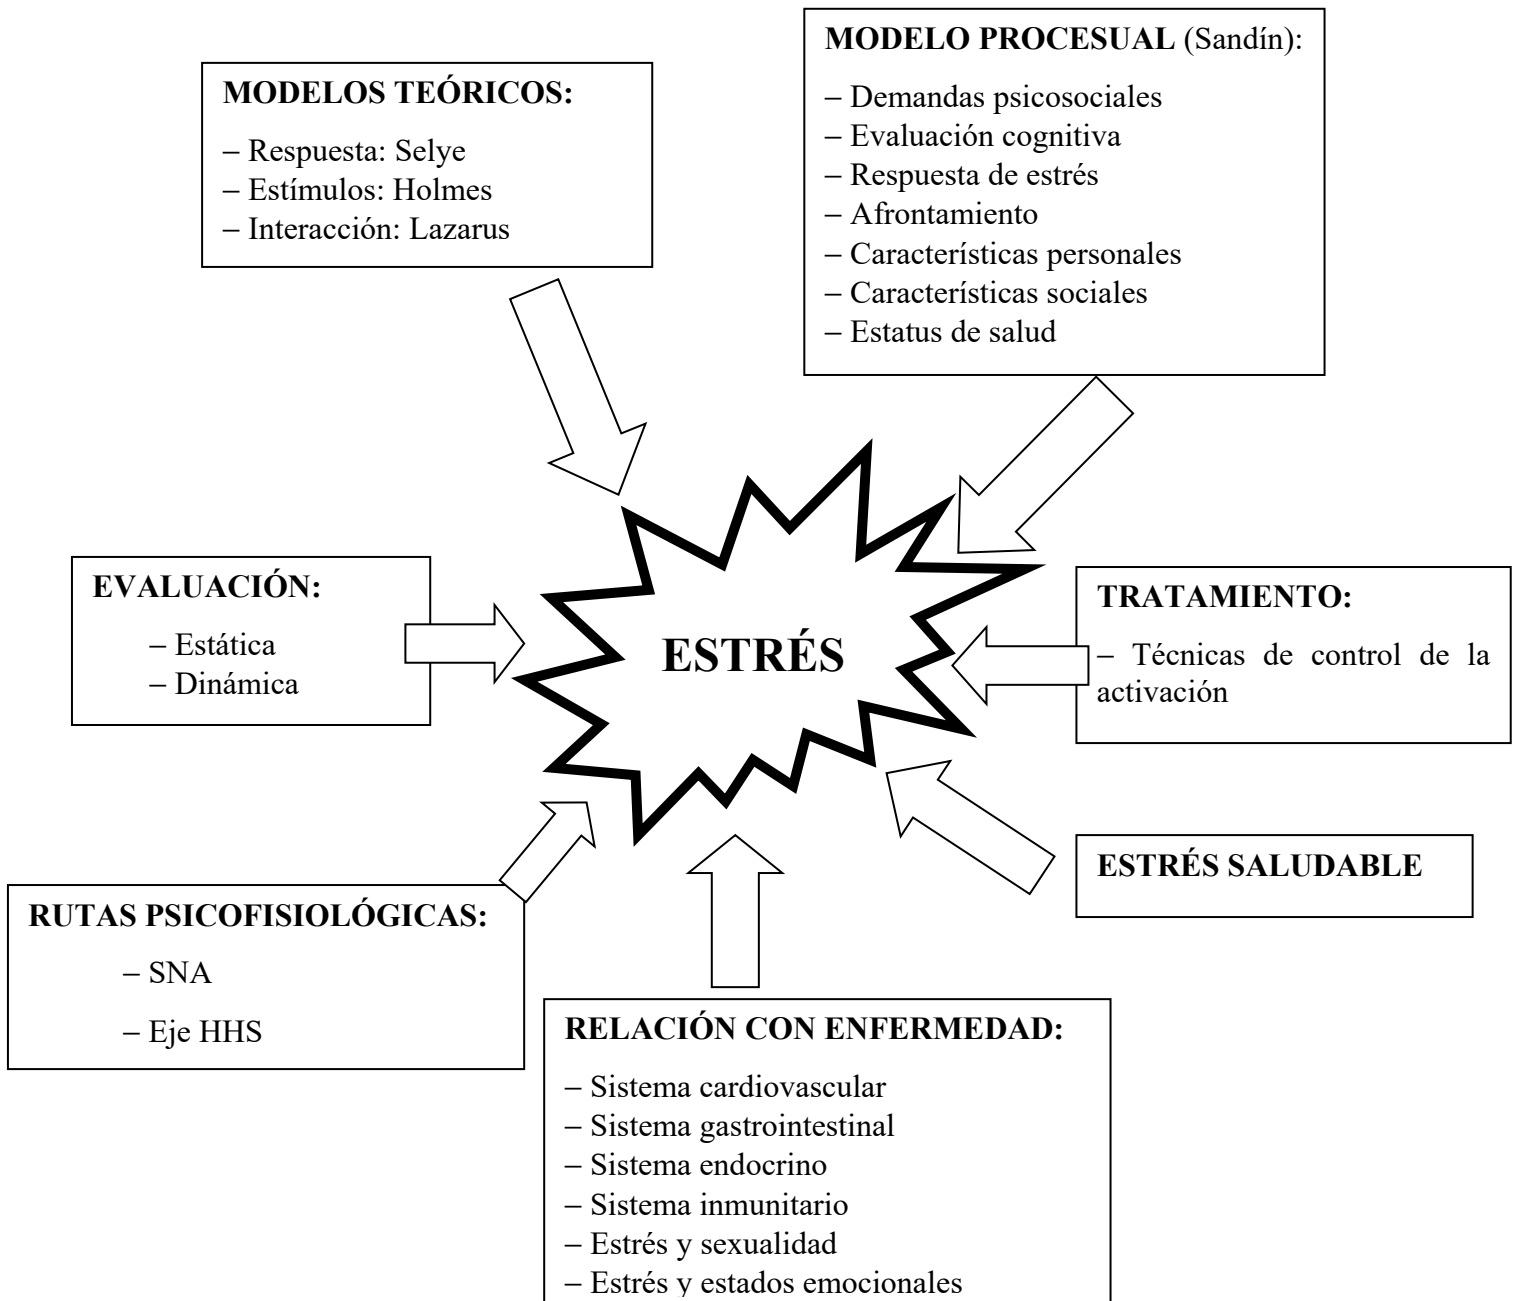 MODELO PROCESUAL (Sandín):
– Demandas psicosociales
– Evaluación cognitiva
– Respuesta de estrés
– Afrontamiento
– Características personales
– Características sociales
– Estatus de salud
MODELOS TEÓRICOS:
– Respuesta: Selye
– Estímulos: Holmes
– Interacción: Lazarus
EVALUACIÓN:
– Estática
– Dinámica
ESTRÉS
TRATAMIENTO:
– Técnicas de control de la
activación
ESTRÉS SALUDABLE
RUTAS PSICOFISIOLÓGICAS:
– SNA
– Eje HHS
RELACIÓN CON ENFERMEDAD:
– Sistema cardiovascular
– Sistema gastrointestinal
– Sistema endocrino
– Sistema inmunitario
– Estrés y sexualidad
– Estrés y estados emocionales